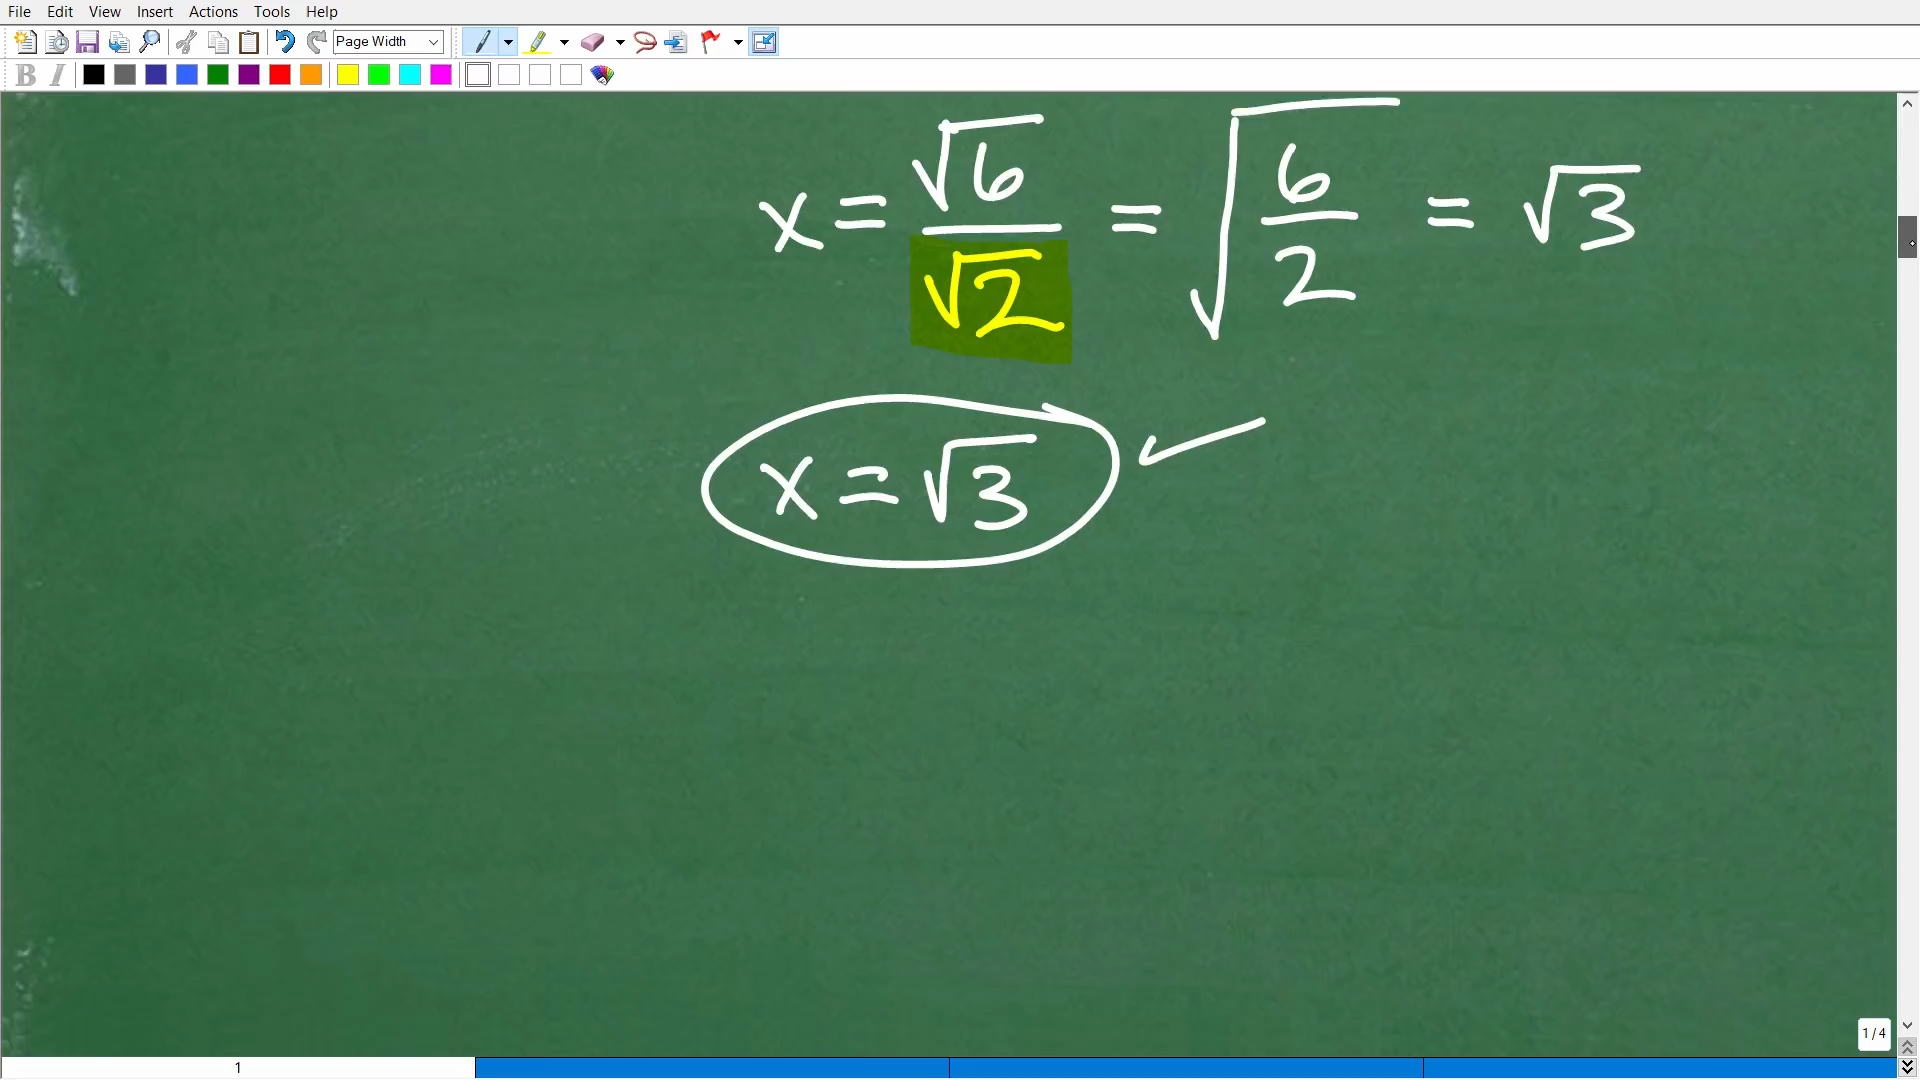 File Edit View Insert Actions Tools Help
Page Width
B I
x = √6/√2 = √(6/2) = √3
x = √3 ✓
1 / 4
1